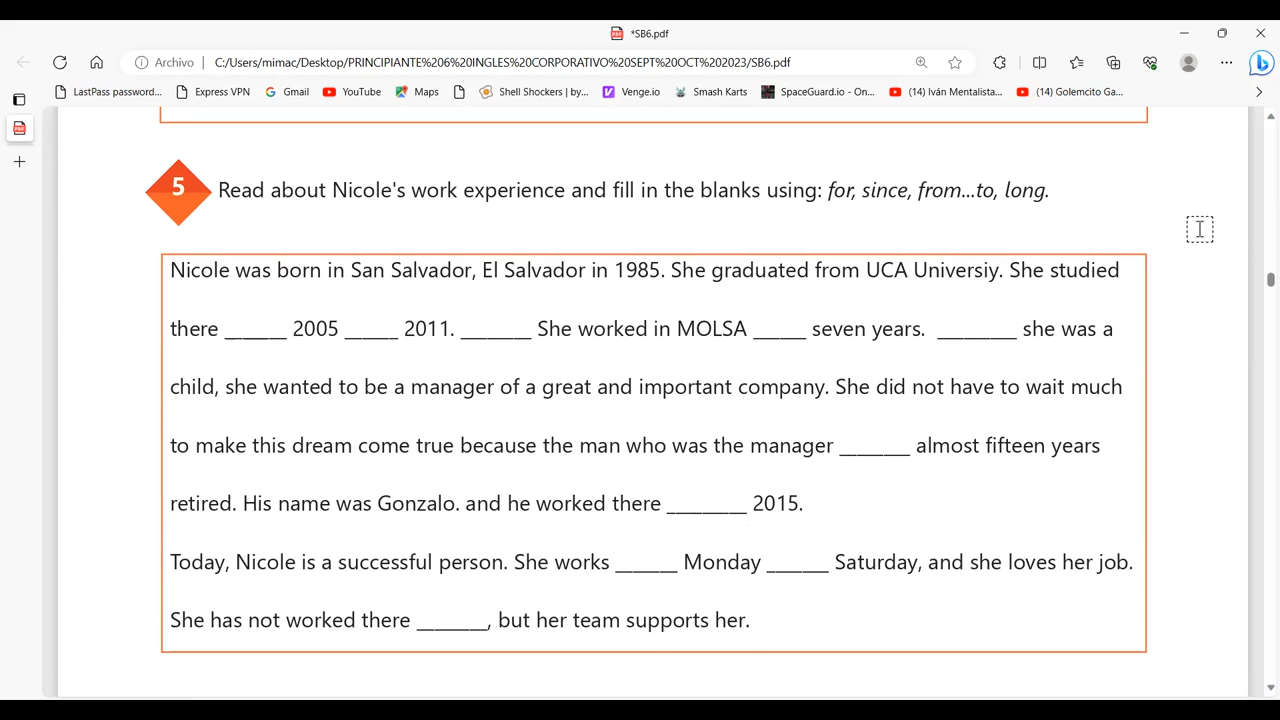 *SB6.pdf
Archivo C:/Users/mimac/Desktop/PRINCIPIANTE%206%20INGLES%20CORPORATIVO%20SEPT%20OCT%202023/SB6.pdf
LastPass password... Express VPN Gmail YouTube Maps Shell Shockers | by... Venge.io Smash Karts SpaceGuard.io - On... (14) Iván Mentalista... (14) Golemcito Ga...
5 Read about Nicole's work experience and fill in the blanks using: for, since, from...to, long.
Nicole was born in San Salvador, El Salvador in 1985. She graduated from UCA Universiy. She studied
there ______ 2005 _____ 2011. ______ She worked in MOLSA _____ seven years. _______ she was a
child, she wanted to be a manager of a great and important company. She did not have to wait much
to make this dream come true because the man who was the manager ______ almost fifteen years
retired. His name was Gonzalo. and he worked there _______ 2015.
Today, Nicole is a successful person. She works ______ Monday ______ Saturday, and she loves her job.
She has not worked there ______, but her team supports her.